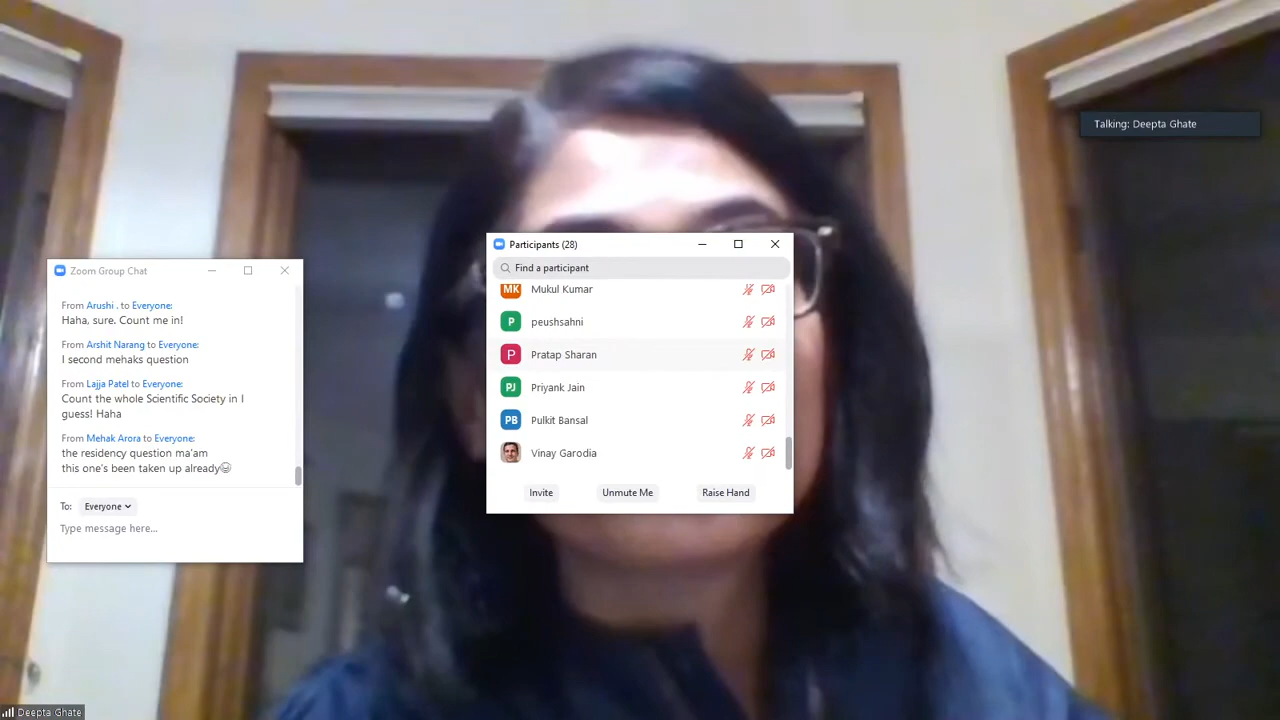 Talking: Deepta Ghate
Participants (28)
Find a participant
MK Mukul Kumar
P peushsahni
P Pratap Sharan
PJ Priyank Jain
PB Pulkit Bansal
Vinay Garodia
Invite Unmute Me Raise Hand
Zoom Group Chat
From Arushi . to Everyone:
Haha, sure. Count me in!
From Arshit Narang to Everyone:
I second mehaks question
From Lajja Patel to Everyone:
Count the whole Scientific Society in I
guess! Haha
From Mehak Arora to Everyone:
the residency question ma'am
this one's been taken up already😅
To: Everyone
Type message here...
Deepta Ghate